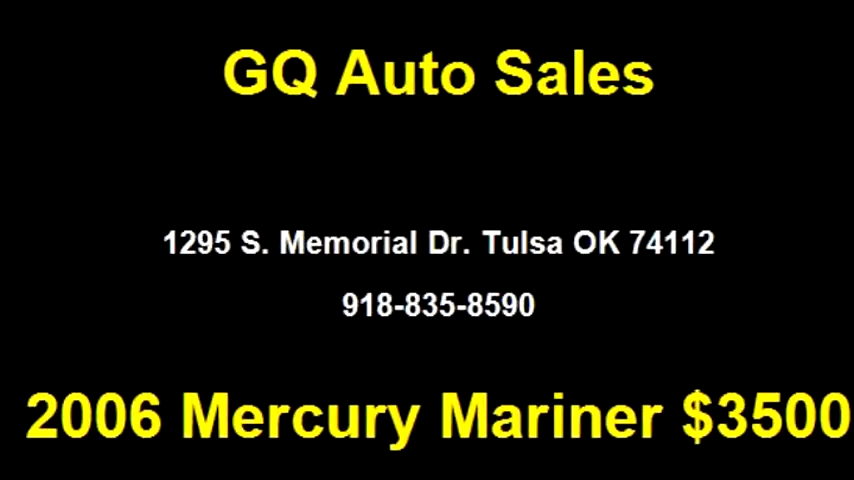 GQ Auto Sales
1295 S. Memorial Dr. Tulsa OK 74112
918-835-8590
2006 Mercury Mariner $3500